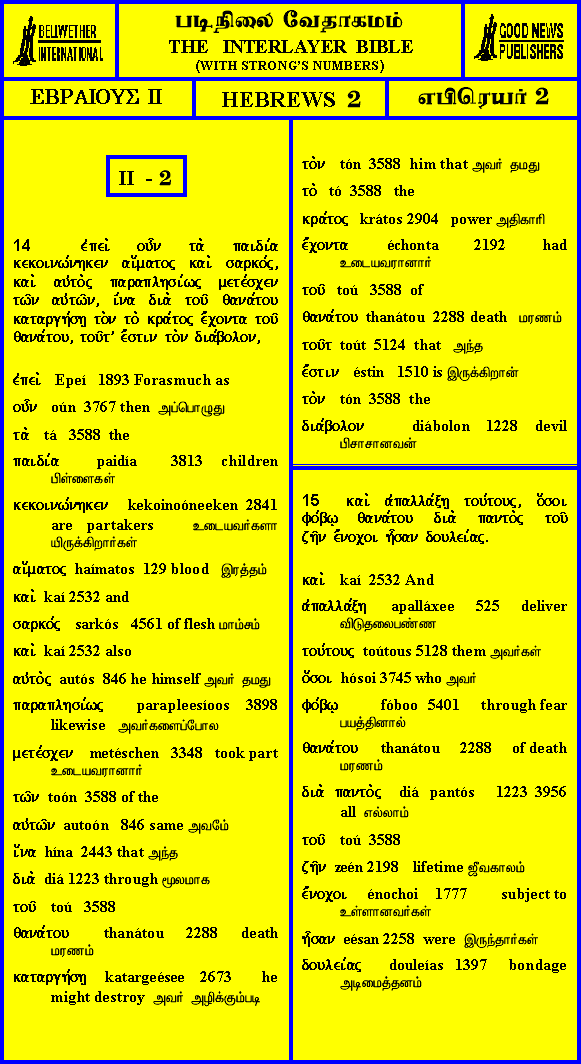 BELLWETHER
INTERNATIONAL
படிநிலை வேதாகமம்
THE INTERLAYER BIBLE
(WITH STRONG'S NUMBERS)
GOOD NEWS
PUBLISHERS
ΕΒΡΑΙΟΥΣ ΙΙ
HEBREWS 2
எபிரெயர் 2
II - 2
14 ἐπεὶ οὖν τὰ παιδία
κεκοινώνηκεν αἵματος καὶ σαρκός,
καὶ αὐτὸς παραπλησίως μετέσχεν
τῶν αὐτῶν, ἵνα διὰ τοῦ θανάτου
καταργήσῃ τὸν τὸ κράτος ἔχοντα τοῦ
θανάτου, τοῦτ' ἔστιν τὸν διάβολον,
ἐπεὶ Epeí 1893 Forasmuch as
οὖν oún 3767 then அப்பொழுது
τὰ tá 3588 the
παιδία paidía 3813 children
பிள்ளைகள்
κεκοινώνηκεν kekoinoóneeken 2841
are partakers உடையவர்களா
யிருக்கிறார்கள்
αἵματος haímatos 129 blood இரத்தம்
καὶ kaí 2532 and
σαρκός sarkós 4561 of flesh மாம்சம்
καὶ kaí 2532 also
αὐτὸς autós 846 he himself அவர் தமது
παραπλησίως parapleesíoos 3898
likewise அவர்களைப்போல
μετέσχεν metéschen 3348 took part
உடையவரானார்
τῶν toón 3588 of the
αὐτῶν autoón 846 same அவமே்
ἵνα hína 2443 that அந்த
διὰ diá 1223 through மூலமாக
τοῦ toú 3588
θανάτου thanátou 2288 death
மரணம்
καταργήσῃ katargeésee 2673 he
might destroy அவர் அழிக்கும்படி
τὸν tón 3588 him that அவர் தமது
τὸ tó 3588 the
κράτος krátos 2904 power அதிகாரி
ἔχοντα échonta 2192 had
உடையவரானார்
τοῦ toú 3588 of
θανάτου thanátou 2288 death மரணம்
τοῦτ toút 5124 that அந்த
ἔστιν éstin 1510 is இருக்கிறான்
τὸν tón 3588 the
διάβολον diábolon 1228 devil
பிசாசானவன்
15 καὶ ἀπαλλάξῃ τούτους, ὅσοι
φόβῳ θανάτου διὰ παντὸς τοῦ
ζῆν ἔνοχοι ἦσαν δουλείας.
καὶ kaí 2532 And
ἀπαλλάξῃ apalláxee 525 deliver
விடுதலைபண்ண
τούτους toútous 5128 them அவர்கள்
ὅσοι hósoi 3745 who அவர்
φόβῳ fóboo 5401 through fear
பயத்தினால்
θανάτου thanátou 2288 of death
மரணம்
διὰ παντὸς diá pantós 1223 3956
all எல்லாம்
τοῦ toú 3588
ζῆν zeén 2198 lifetime ஜீவகாலம்
ἔνοχοι énochoi 1777 subject to
உள்ளானவர்கள்
ἦσαν eésan 2258 were இருந்தார்கள்
δουλείας douleías 1397 bondage
அடிமைத்தனம்